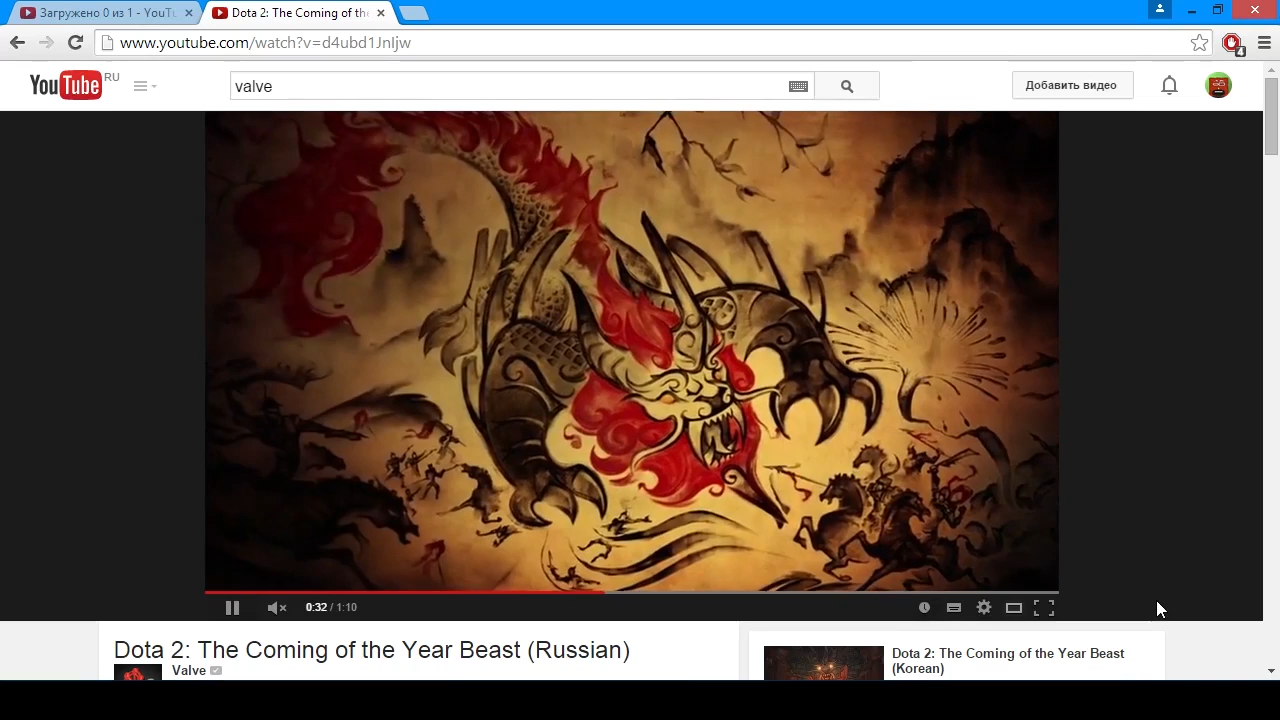 Загружено 0 из 1 - YouTu
Dota 2: The Coming of the
www.youtube.com/watch?v=d4ubd1JnIjw
4
YouTube RU
valve
Добавить видео
0:32 / 1:10
Dota 2: The Coming of the Year Beast (Russian)
Valve
Dota 2: The Coming of the Year Beast
(Korean)